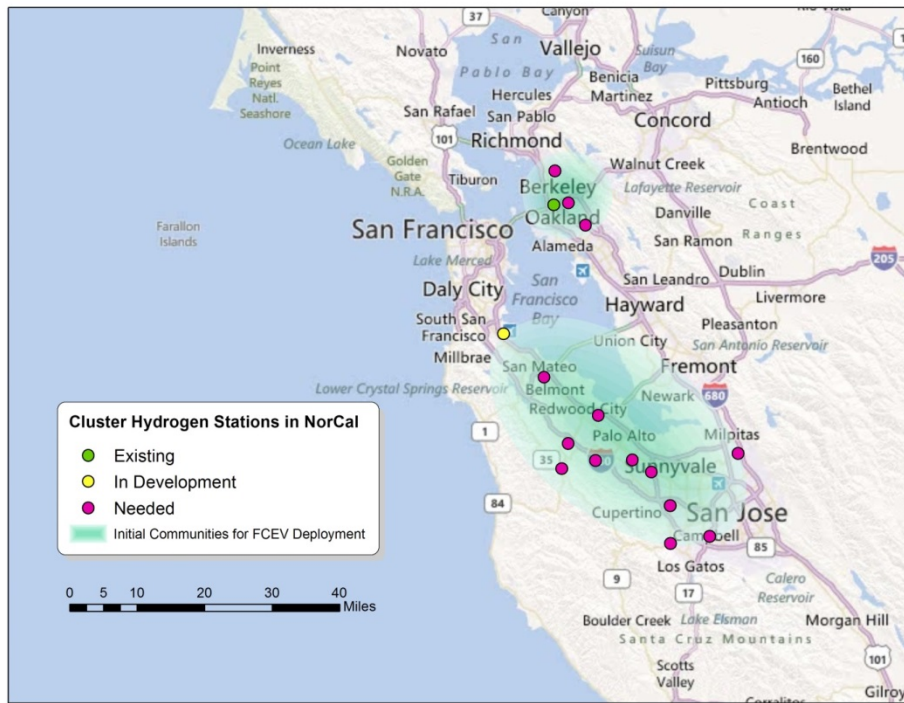 Canyon
Rio Vista
37
Novato
San
Pablo Bay
Vallejo
Suisun
Bay
80
12
160
Inverness
Point
Reyes
Natl.
Seashore
Benicia
Martinez
Pittsburg
Antioch
Bethel
Island
Hercules
San Pablo
San Rafael
Concord
101
Richmond
Brentwood
Ocean Lake
Golden
Gate
N.R.A.
Tiburon
Walnut Creek
Berkeley
Lafayette Reservoir
Coast
Ranges
Oakland
Danville
San Francisco
Farallon
Islands
Alameda
San Ramon
205
Lake Merced
San Leandro
Dublin
Daly City
San
Francisco
Bay
Hayward
Livermore
South San
Francisco
Pleasanton
Millbrae
Union City
San Antonio Reservoir
San Mateo
Fremont
Lower Crystal Springs Reservoir
Belmont
Newark
680
Redwood City
Cluster Hydrogen Stations in NorCal
Existing
In Development
Needed
Initial Communities for FCEV Deployment
1
Palo Alto
Milpitas
35
Sunnyvale
84
Cupertino
San Jose
Campbell
85
Los Gatos
0 5 10 20 30 40
Miles
9
17
Calero
Reservoir
Boulder Creek
Lake Elsman
Morgan Hill
Santa Cruz Mountains
101
Scotts
Valley
Gilroy